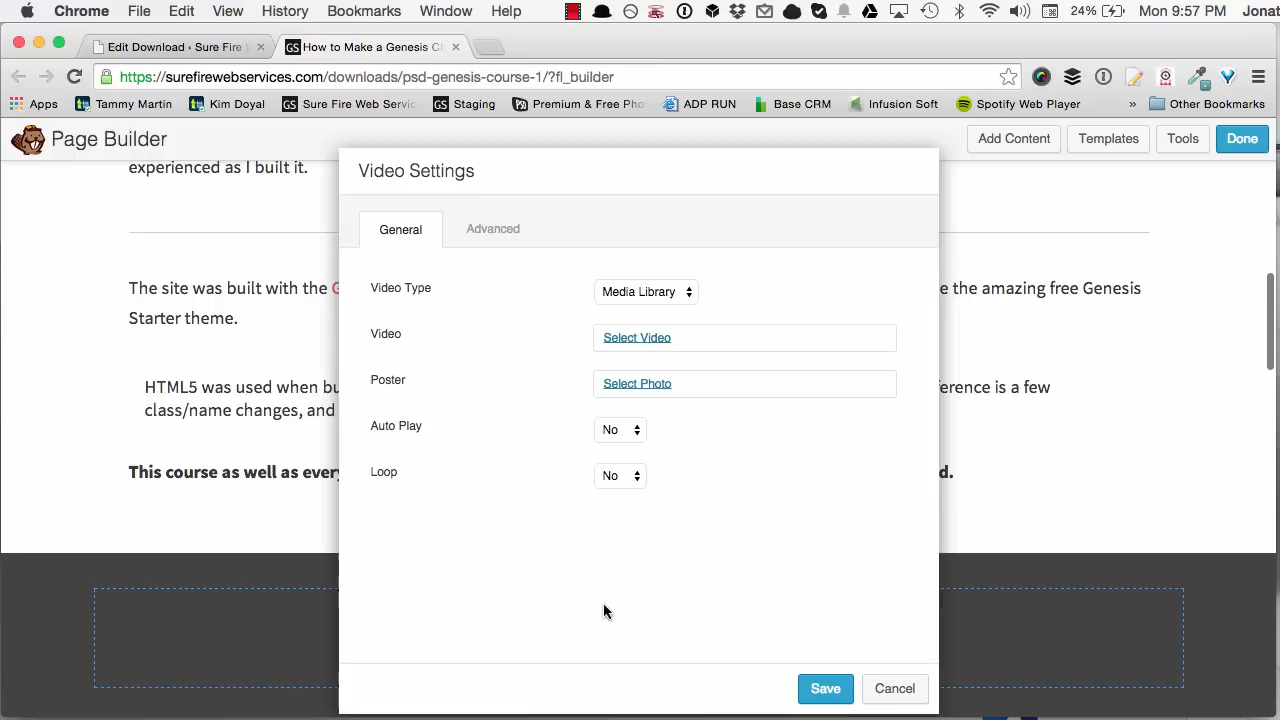 Chrome File Edit View History Bookmarks Window Help 24% Mon 9:57 PM Jonat
Edit Download ‹ Sure Fire
GS How to Make a Genesis C
https://surefirewebservices.com/downloads/psd-genesis-course-1/?fl_builder
Apps Tammy Martin Kim Doyal GS Sure Fire Web Servic GS Staging Premium & Free Pho ADT RUN Base CRM Infusion Soft Spotify Web Player » Other Bookmarks
Page Builder Add Content Templates Tools Done
experienced as I built it.
Video Settings
General Advanced
The site was built with the
e the amazing free Genesis
Starter theme.
HTML5 was used when bu
ference is a few
class/name changes, and
This course as well as every
d.
Video Type Media Library
Video Select Video
Poster Select Photo
Auto Play No
Loop No
Save Cancel